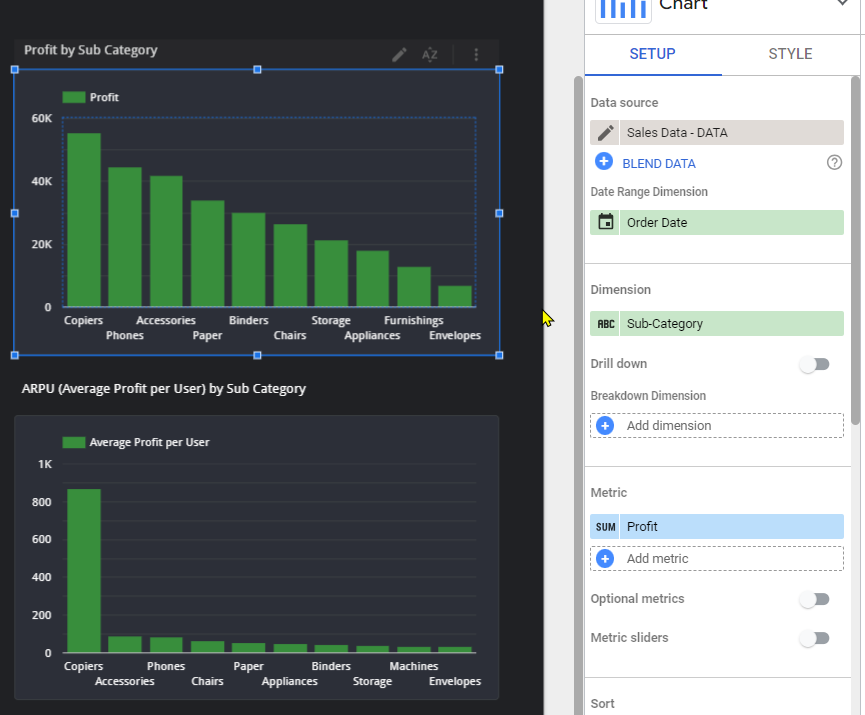 Profit by Sub Category
Profit
60K
40K
20K
0
Copiers Accessories Binders Storage Furnishings
Phones Paper Chairs Appliances Envelopes
ARPU (Average Profit per User) by Sub Category
Average Profit per User
1K
800
600
400
200
0
Copiers Phones Paper Binders Machines
Accessories Chairs Appliances Storage Envelopes
Chart
SETUP STYLE
Data source
Sales Data - DATA
BLEND DATA
Date Range Dimension
Order Date
Dimension
ABC Sub-Category
Drill down
Breakdown Dimension
Add dimension
Metric
SUM Profit
Add metric
Optional metrics
Metric sliders
Sort